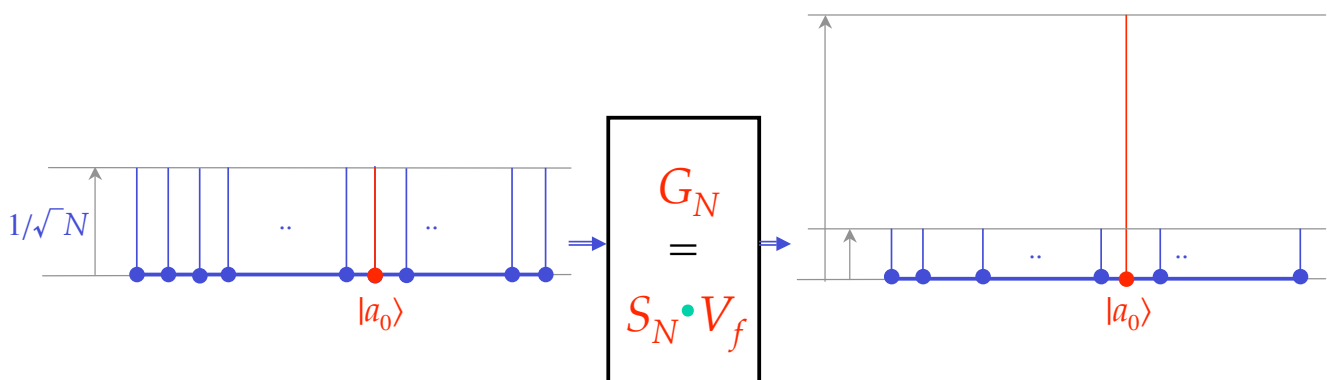 1/√N
..
..
|a₀⟩
G_N
=
S_N•V_f
..
..
|a₀⟩